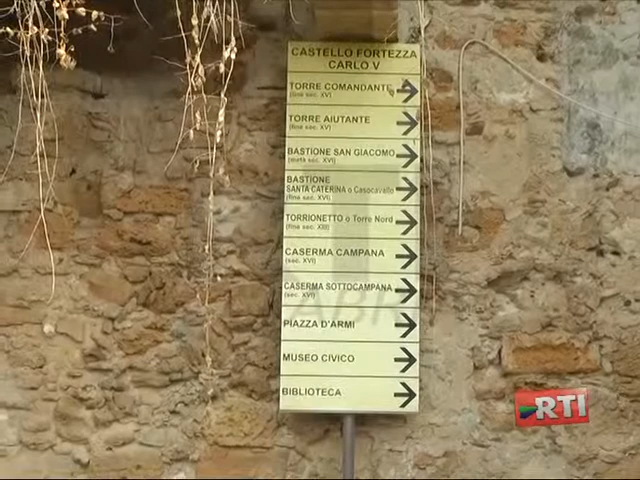 CASTELLO FORTEZZA
CARLO V
TORRE COMANDANTE
(fine sec. XV)
TORRE AIUTANTE
(fine sec. XV)
BASTIONE SAN GIACOMO
(metà sec. XVI)
BASTIONE
SANTA CATERINA o Casocavallo
(fine sec. XVI)
TORRIONETTO o Torre Nord
(fine sec. XIII)
CASERMA CAMPANA
(sec. XVI)
CASERMA SOTTOCAMPANA
(sec. XVI)
PIAZZA D'ARMI
MUSEO CIVICO
BIBLIOTECA
RTI